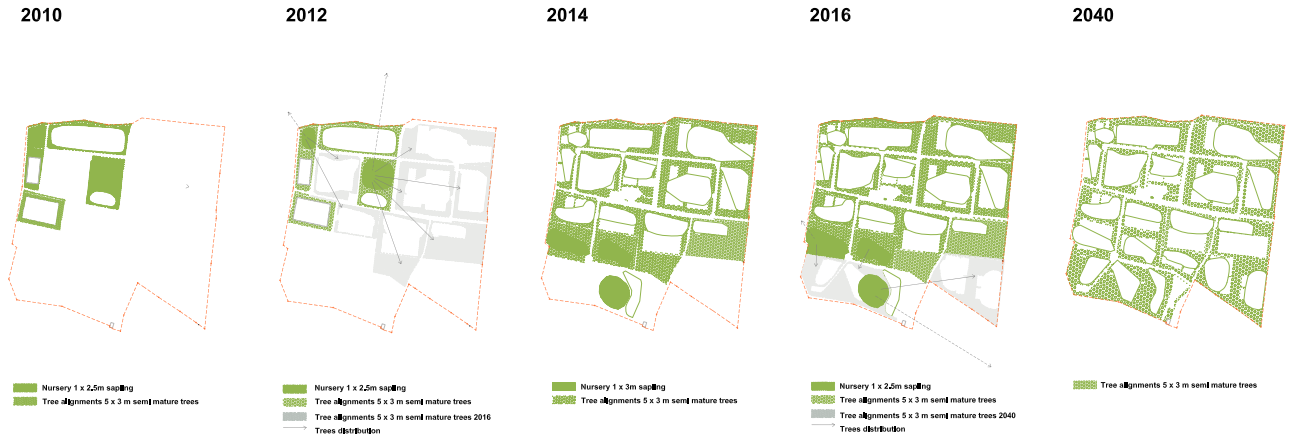 2010
2012
2014
2016
2040
Nursery 1 x 2.5m sapling
Tree alignments 5 x 3 m semi mature trees
Nursery 1 x 2.5m sapling
Tree alignments 5 x 3 m semi mature trees
Tree alignments 5 x 3 m semi mature trees 2016
Trees distribution
Nursery 1 x 3m sapling
Tree alignments 5 x 3 m semi mature trees
Nursery 1 x 2.5m sapling
Tree alignments 5 x 3 m semi mature trees
Tree alignments 5 x 3 m semi mature trees 2040
Trees distribution
Tree alignments 5 x 3 m semi mature trees